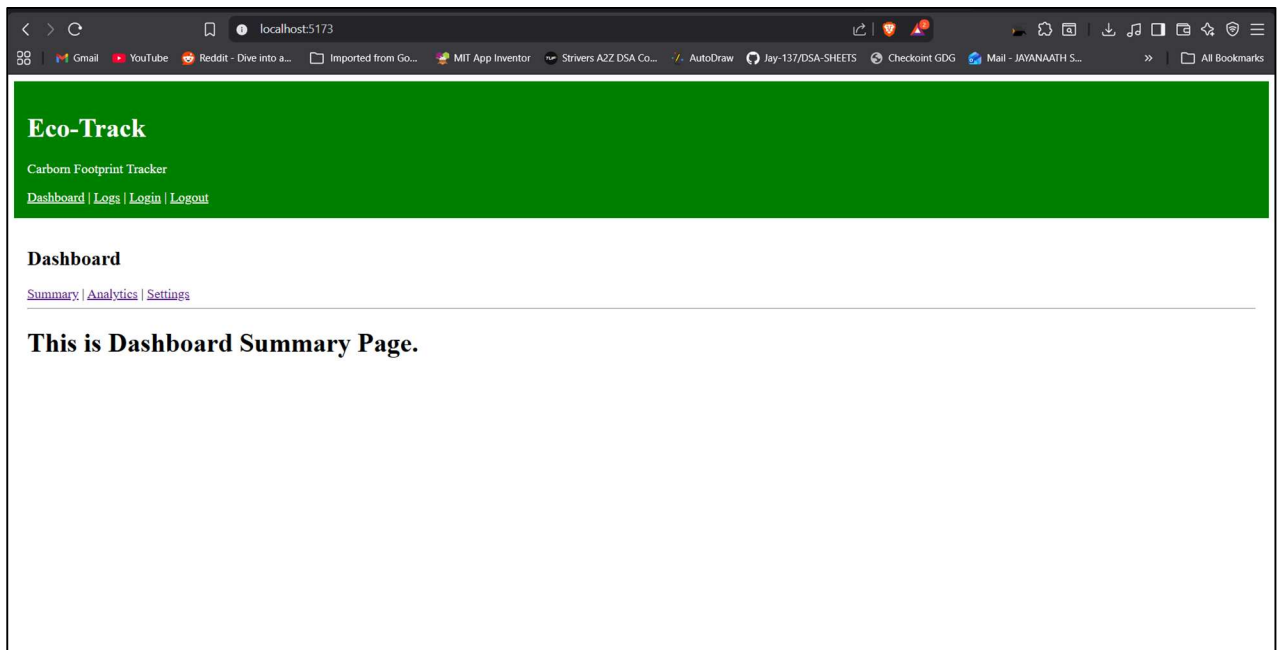 localhost:5173
Gmail YouTube Reddit - Dive into a... Imported from Go... MIT App Inventor Strivers A2Z DSA Co... AutoDraw Jay-137/DSA-SHEETS Checkoint GDG Mail - JAYANAATH S... » All Bookmarks
Eco-Track
Carborn Footprint Tracker
Dashboard | Logs | Login | Logout
Dashboard
Summary | Analytics | Settings
This is Dashboard Summary Page.